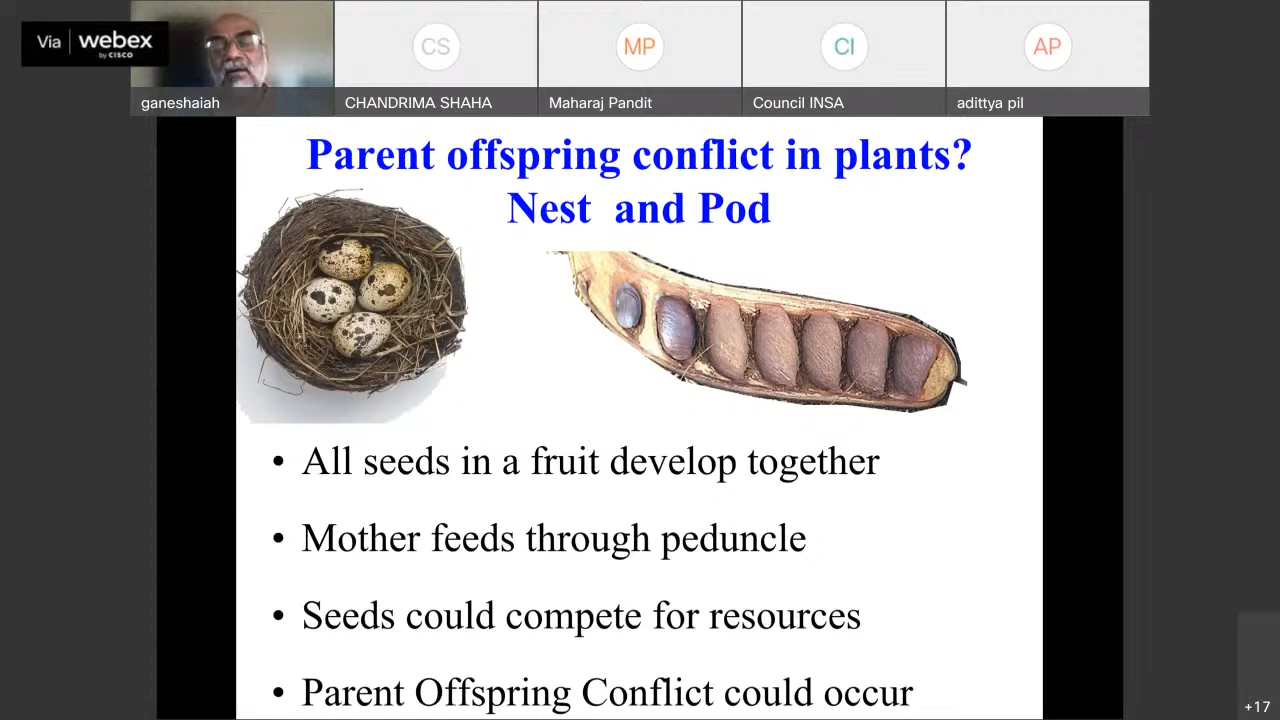 Via webex
by CISCO
CS
MP
CI
AP
ganeshaiah
CHANDRIMA SHAHA
Maharaj Pandit
Council INSA
adittya pil
Parent offspring conflict in plants?
Nest and Pod
• All seeds in a fruit develop together
• Mother feeds through peduncle
• Seeds could compete for resources
• Parent Offspring Conflict could occur
+17